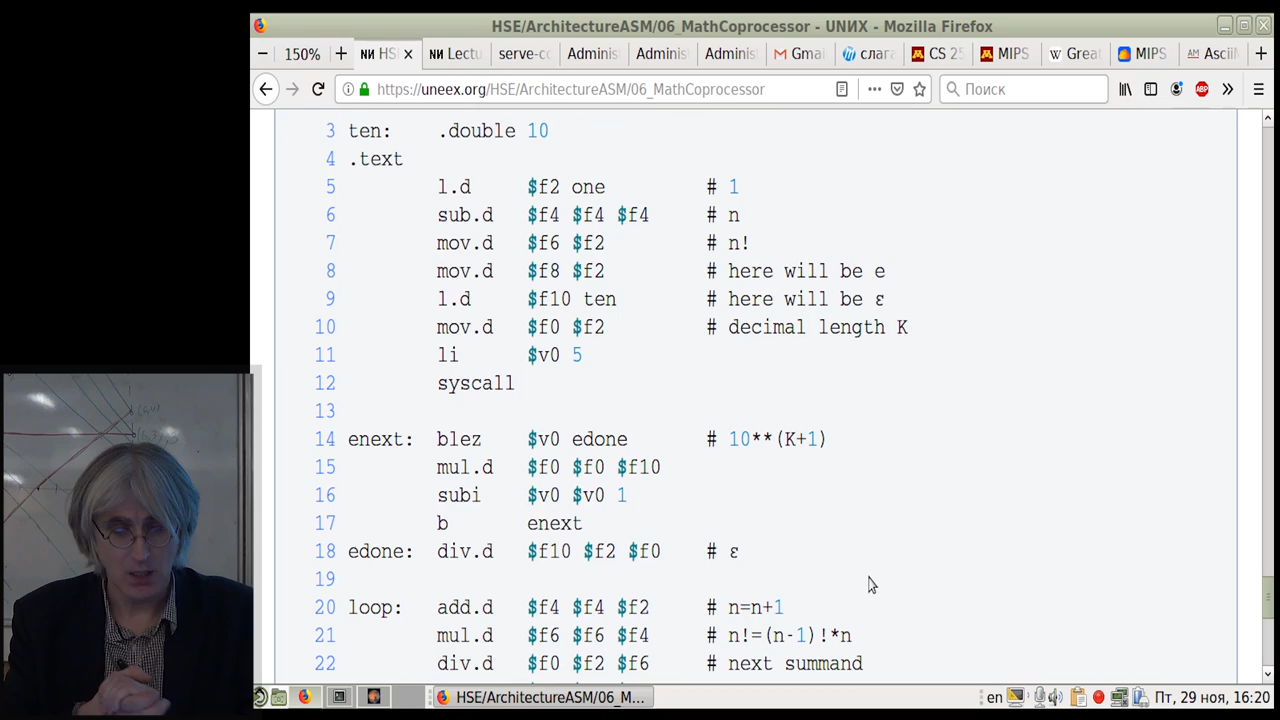 HSE/ArchitectureASM/06_MathCoprocessor - UNИX - Mozilla Firefox
150% NИ HS Ν И Lectu serve-co Adminis Adminis Adminis Gmai слага CS 25 MIPS Great MIPS AM Ascii
https://uneex.org/HSE/ArchitectureASM/06_MathCoprocessor ABP Поиск
3 ten: .double 10
4 .text
5 l.d $f2 one # 1
6 sub.d $f4 $f4 $f4 # n
7 mov.d $f6 $f2 # n!
8 mov.d $f8 $f2 # here will be e
9 l.d $f10 ten # here will be ε
10 mov.d $f0 $f2 # decimal length K
11 li $v0 5
12 syscall
13
14 enext: blez $v0 edone # 10**(K+1)
15 mul.d $f0 $f0 $f10
16 subi $v0 $v0 1
17 b enext
18 edone: div.d $f10 $f2 $f0 # ε
19
20 loop: add.d $f4 $f4 $f2 # n=n+1
21 mul.d $f6 $f6 $f4 # n!=(n-1)!*n
22 div.d $f0 $f2 $f6 # next summand
HSE/ArchitectureASM/06_M... en Пт, 29 ноя, 16:20